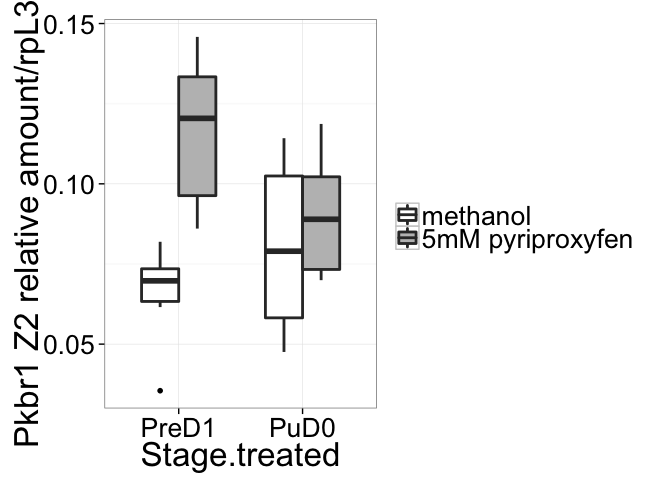 Pkbr1 Z2 relative amount/rpL3
0.15
0.10
0.05
PreD1 PuD0
Stage.treated
methanol
5mM pyriproxyfen